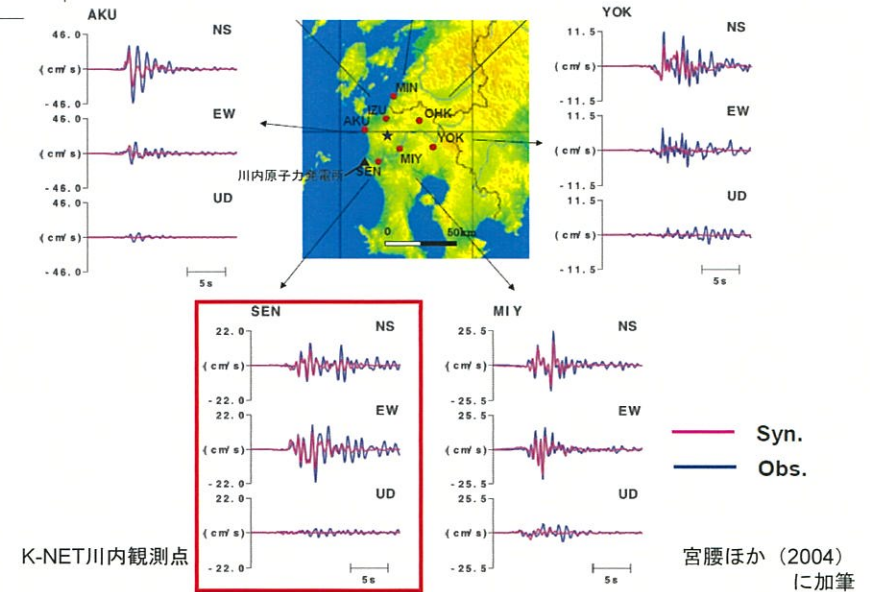 AKU
46.0
NS
(cm/s)
-46.0
46.0
EW
(cm/s)
-46.0
46.0
UD
(cm/s)
-46.0
5s
MIN
IZU
OHK
AKU
YOK
MIY
SEN
川内原子力発電所
0 50km
YOK
11.5
NS
(cm/s)
-11.5
11.5
EW
(cm/s)
-11.5
11.5
UD
(cm/s)
-11.5
5s
SEN
22.0
NS
(cm/s)
-22.0
22.0
EW
(cm/s)
-22.0
22.0
UD
(cm/s)
-22.0
5s
MIY
25.5
NS
(cm/s)
-25.5
25.5
EW
(cm/s)
-25.5
25.5
UD
(cm/s)
-25.5
5s
Syn.
Obs.
K-NET川内観測点
宮腰ほか（2004）
に加筆